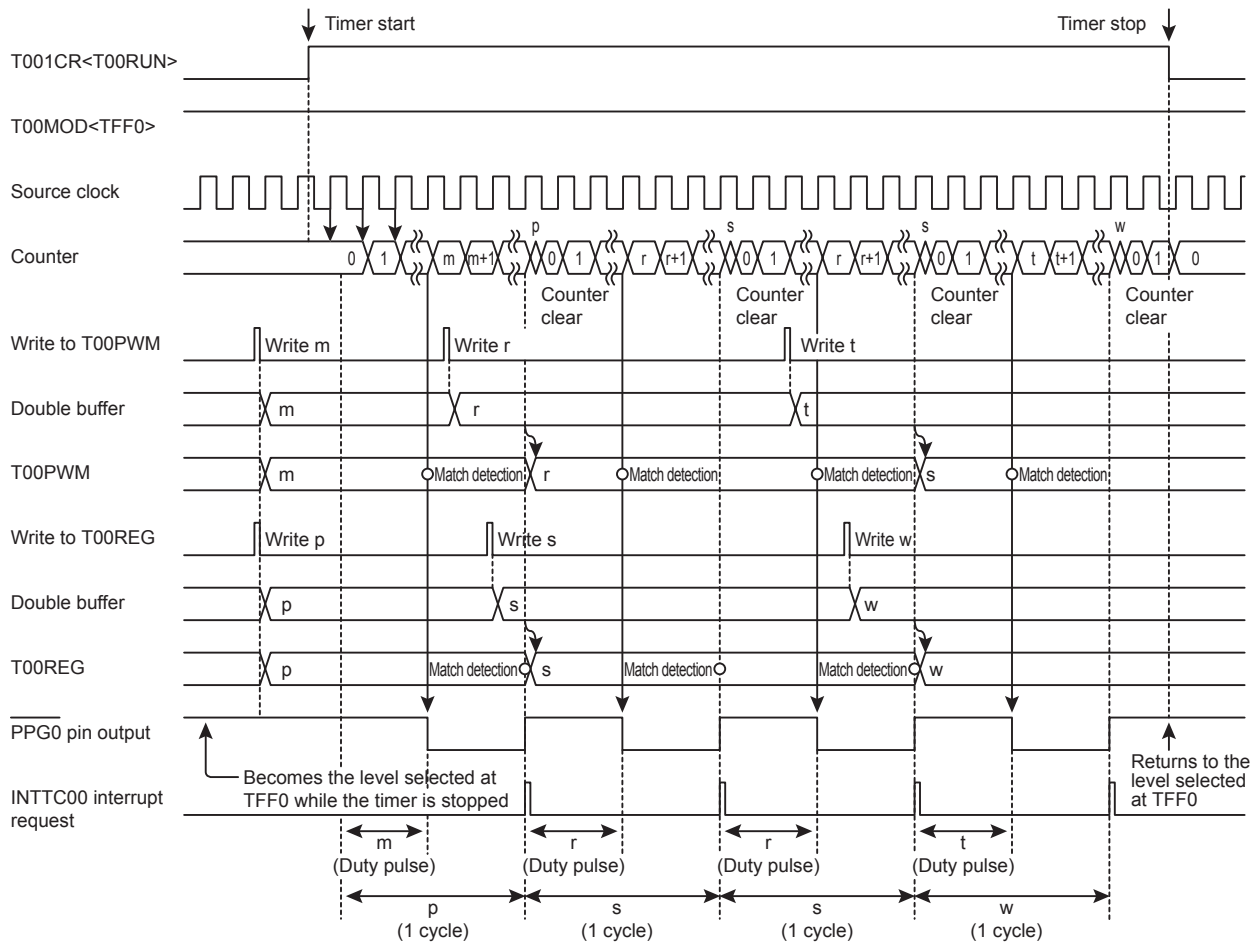 Timer start
Timer stop
T001CR<T00RUN>
T00MOD<TFF0>
Source clock
p s s w
Counter 0 1 m m+1 0 1 r r+1 0 1 r r+1 0 1 t t+1 0 1 0
Counter clear
Counter clear
Counter clear
Counter clear
Write to T00PWM Write m Write r Write t
Double buffer m r t
T00PWM m Match detection r Match detection Match detection s Match detection
Write to T00REG Write p Write s Write w
Double buffer p s w
T00REG p Match detection s Match detection Match detection w
PPG0 pin output
Becomes the level selected at
TFF0 while the timer is stopped
Returns to the
level selected
at TFF0
INTTC00 interrupt
request
m r r t
(Duty pulse) (Duty pulse) (Duty pulse) (Duty pulse)
p s s w
(1 cycle) (1 cycle) (1 cycle) (1 cycle)